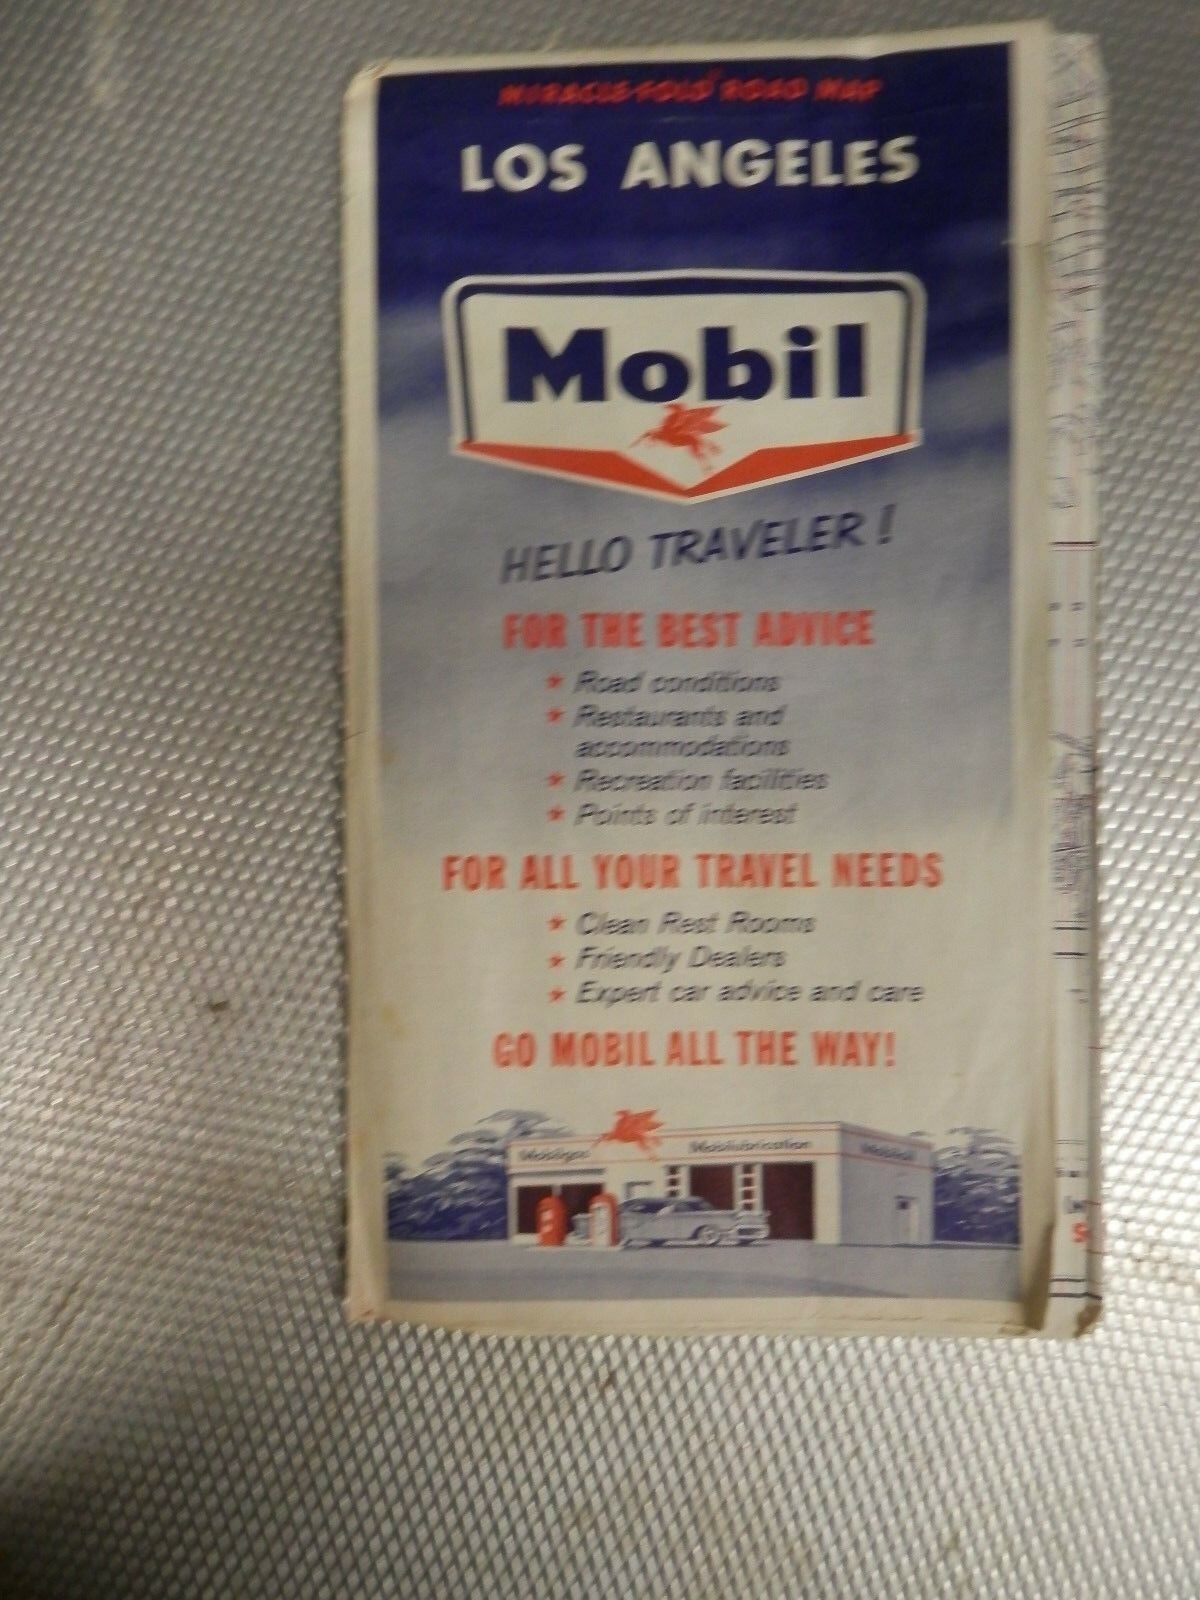 MIRACLE-FOLD ROAD MAP
LOS ANGELES
Mobil
HELLO TRAVELER!
FOR THE BEST ADVICE
★ Road conditions
★ Restaurants and
accommodations
★ Recreation facilities
★ Points of interest
FOR ALL YOUR TRAVEL NEEDS
★ Clean Rest Rooms
★ Friendly Dealers
★ Expert car advice and care
GO MOBIL ALL THE WAY!
Mobilgas Mobilubrication Mobiloil